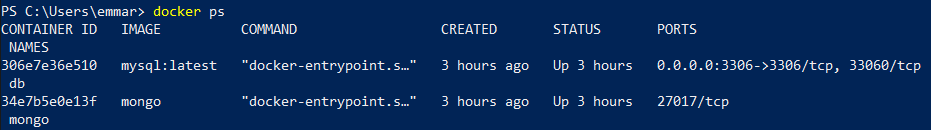 PS C:\Users\emmar> docker ps
CONTAINER ID   IMAGE          COMMAND                  CREATED       STATUS       PORTS
 NAMES
306e7e36e510   mysql:latest   "docker-entrypoint.s…"   3 hours ago   Up 3 hours   0.0.0.0:3306->3306/tcp, 33060/tcp
 db
34e7b5e0e13f   mongo          "docker-entrypoint.s…"   3 hours ago   Up 3 hours   27017/tcp
 mongo